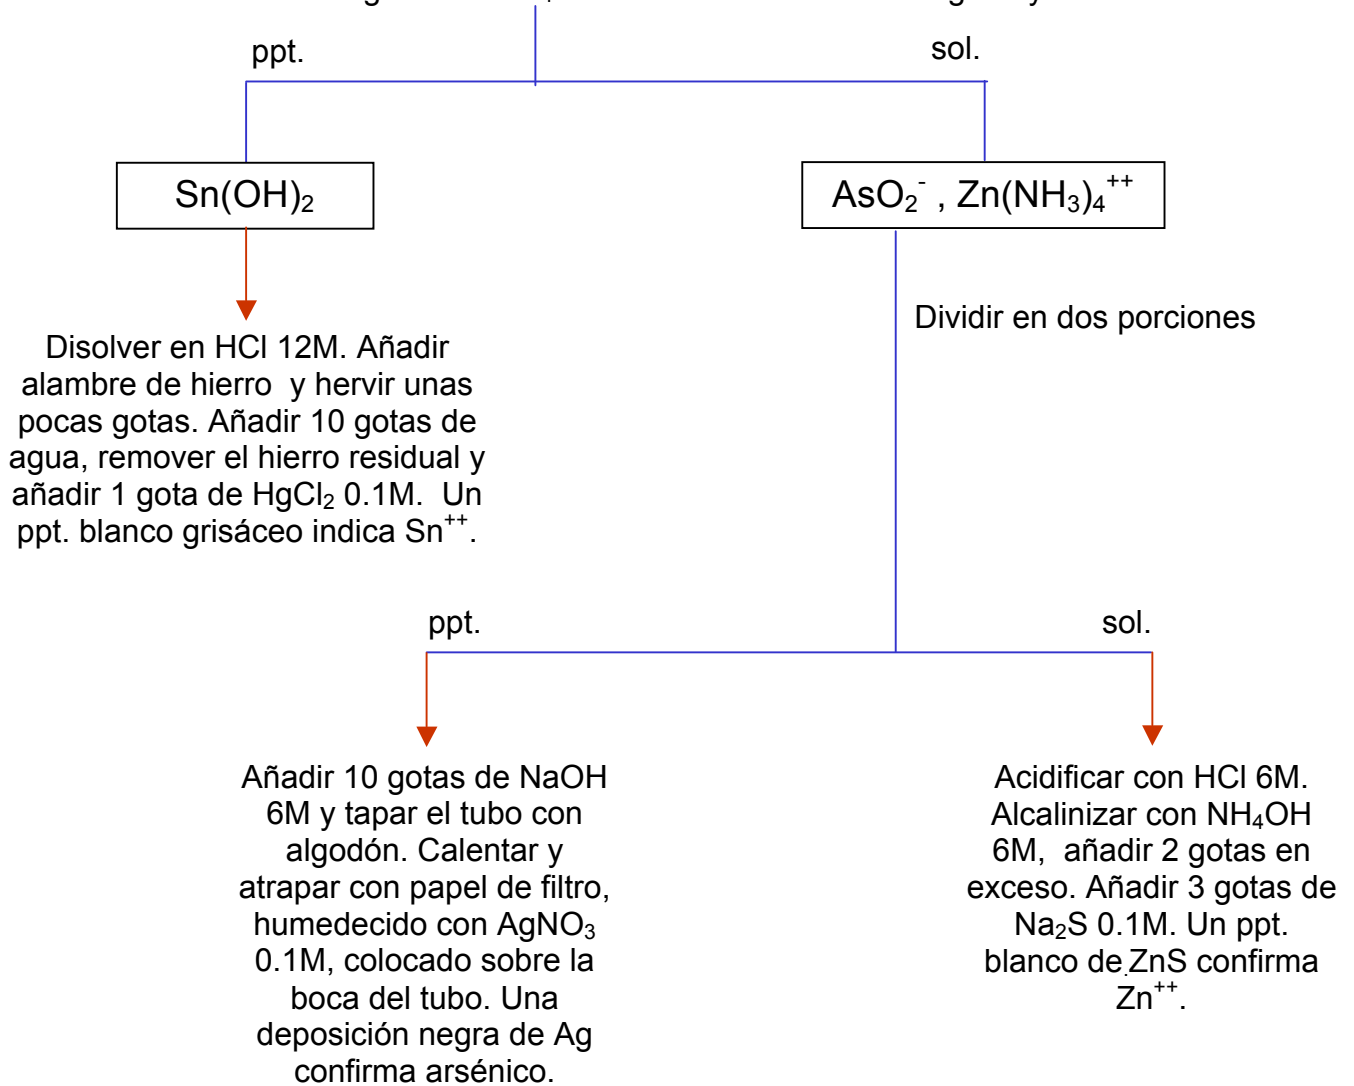 ppt.
sol.
Sn(OH)₂
AsO₂⁻ , Zn(NH₃)₄⁺⁺
Dividir en dos porciones
Disolver en HCl 12M. Añadir
alambre de hierro y hervir unas
pocas gotas. Añadir 10 gotas de
agua, remover el hierro residual y
añadir 1 gota de HgCl₂ 0.1M. Un
ppt. blanco grisáceo indica Sn⁺⁺.
ppt.
sol.
Añadir 10 gotas de NaOH
6M y tapar el tubo con
algodón. Calentar y
atrapar con papel de filtro,
humedecido con AgNO₃
0.1M, colocado sobre la
boca del tubo. Una
deposición negra de Ag
confirma arsénico.
Acidificar con HCl 6M.
Alcalinizar con NH₄OH
6M, añadir 2 gotas en
exceso. Añadir 3 gotas de
Na₂S 0.1M. Un ppt.
blanco de ZnS confirma
Zn⁺⁺.